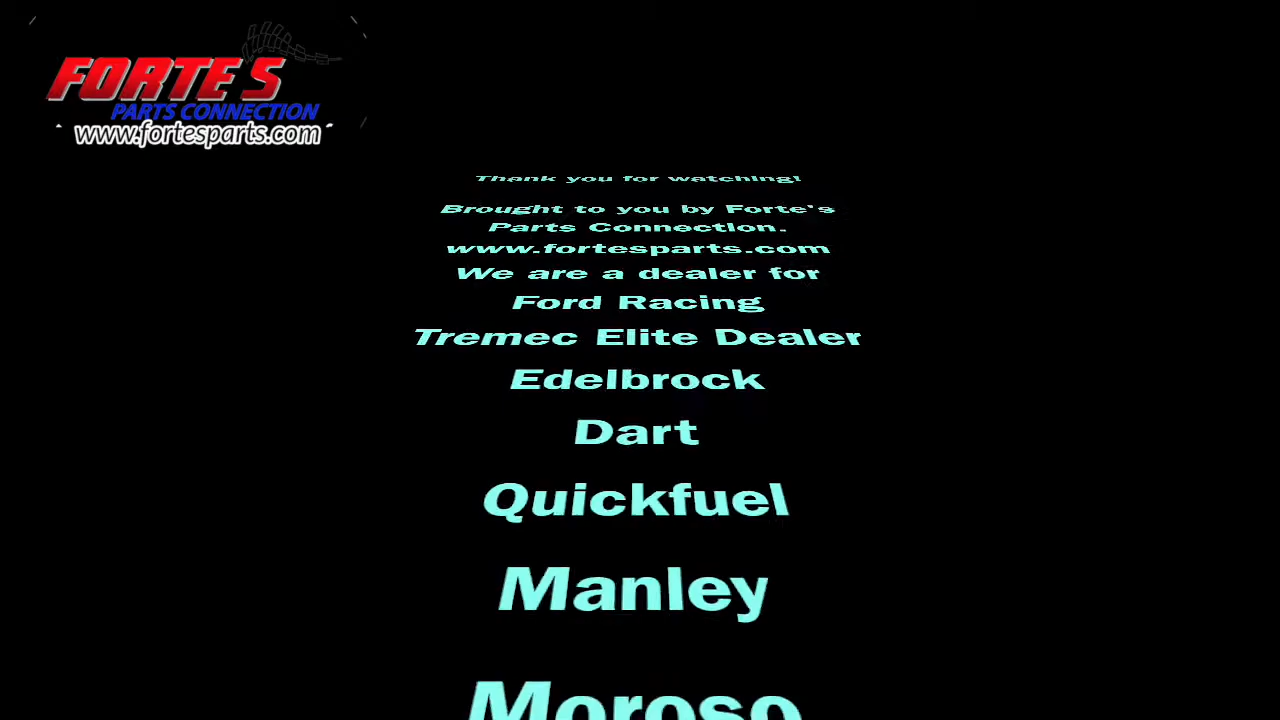 FORTE'S
PARTS CONNECTION
www.fortesparts.com
Thank you for watching!
Brought to you by Forte's
Parts Connection.
www.fortesparts.com
We are a dealer for
Ford Racing
Tremec Elite Dealer
Edelbrock
Dart
Quickfuel
Manley
Moroso